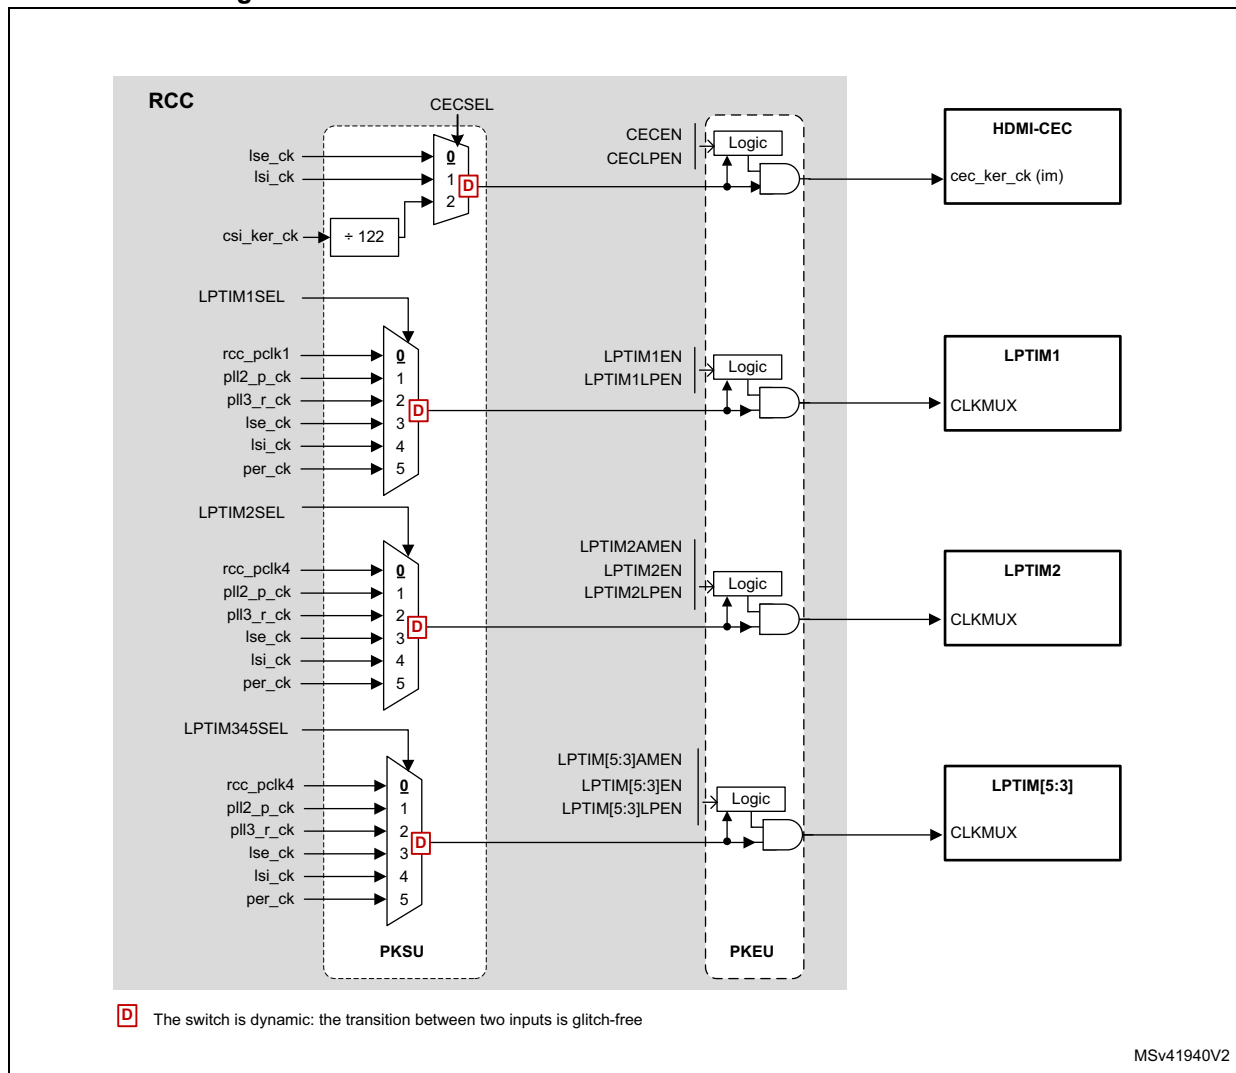 RCC
CECSEL
lse_ck
lsi_ck
csi_ker_ck
÷ 122
0
1
2
D
CECEN
CECLPEN
Logic
HDMI-CEC
cec_ker_ck (im)
LPTIM1SEL
rcc_pclk1
pll2_p_ck
pll3_r_ck
lse_ck
lsi_ck
per_ck
0
1
2
3
4
5
D
LPTIM1EN
LPTIM1LPEN
Logic
LPTIM1
CLKMUX
LPTIM2SEL
rcc_pclk4
pll2_p_ck
pll3_r_ck
lse_ck
lsi_ck
per_ck
0
1
2
3
4
5
D
LPTIM2AMEN
LPTIM2EN
LPTIM2LPEN
Logic
LPTIM2
CLKMUX
LPTIM345SEL
rcc_pclk4
pll2_p_ck
pll3_r_ck
lse_ck
lsi_ck
per_ck
0
1
2
3
4
5
D
LPTIM[5:3]AMEN
LPTIM[5:3]EN
LPTIM[5:3]LPEN
Logic
LPTIM[5:3]
CLKMUX
PKSU
PKEU
D The switch is dynamic: the transition between two inputs is glitch-free
MSv41940V2